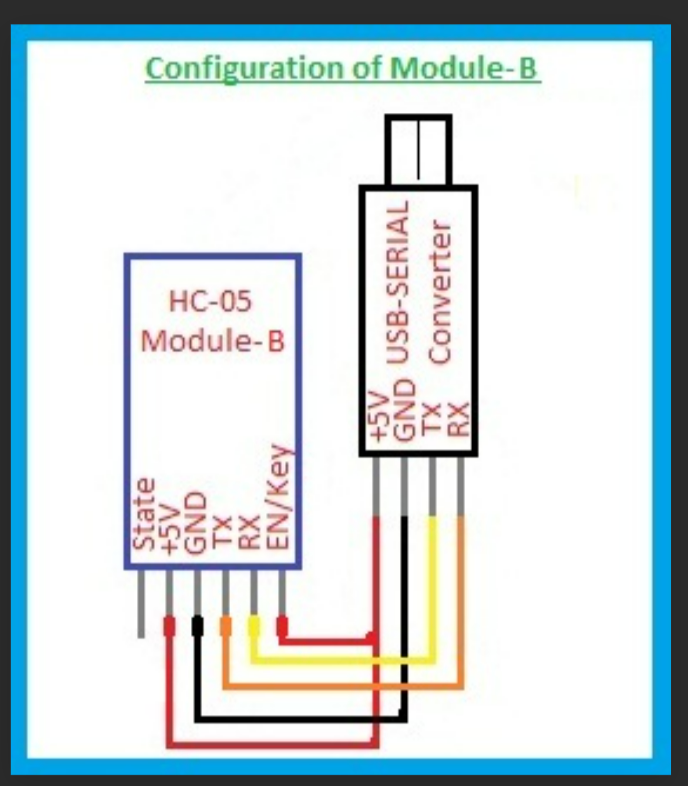 Configuration of Module-B
USB-SERIAL
Converter
+5V
GND
TX
RX
HC-05
Module-B
State
+5V
GND
TX
RX
EN/Key